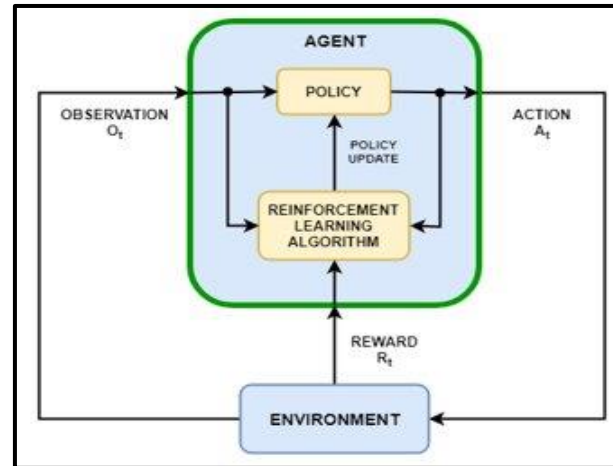 AGENT
OBSERVATION
Oₜ
POLICY
ACTION
Aₜ
POLICY
UPDATE
REINFORCEMENT
LEARNING
ALGORITHM
REWARD
Rₜ
ENVIRONMENT